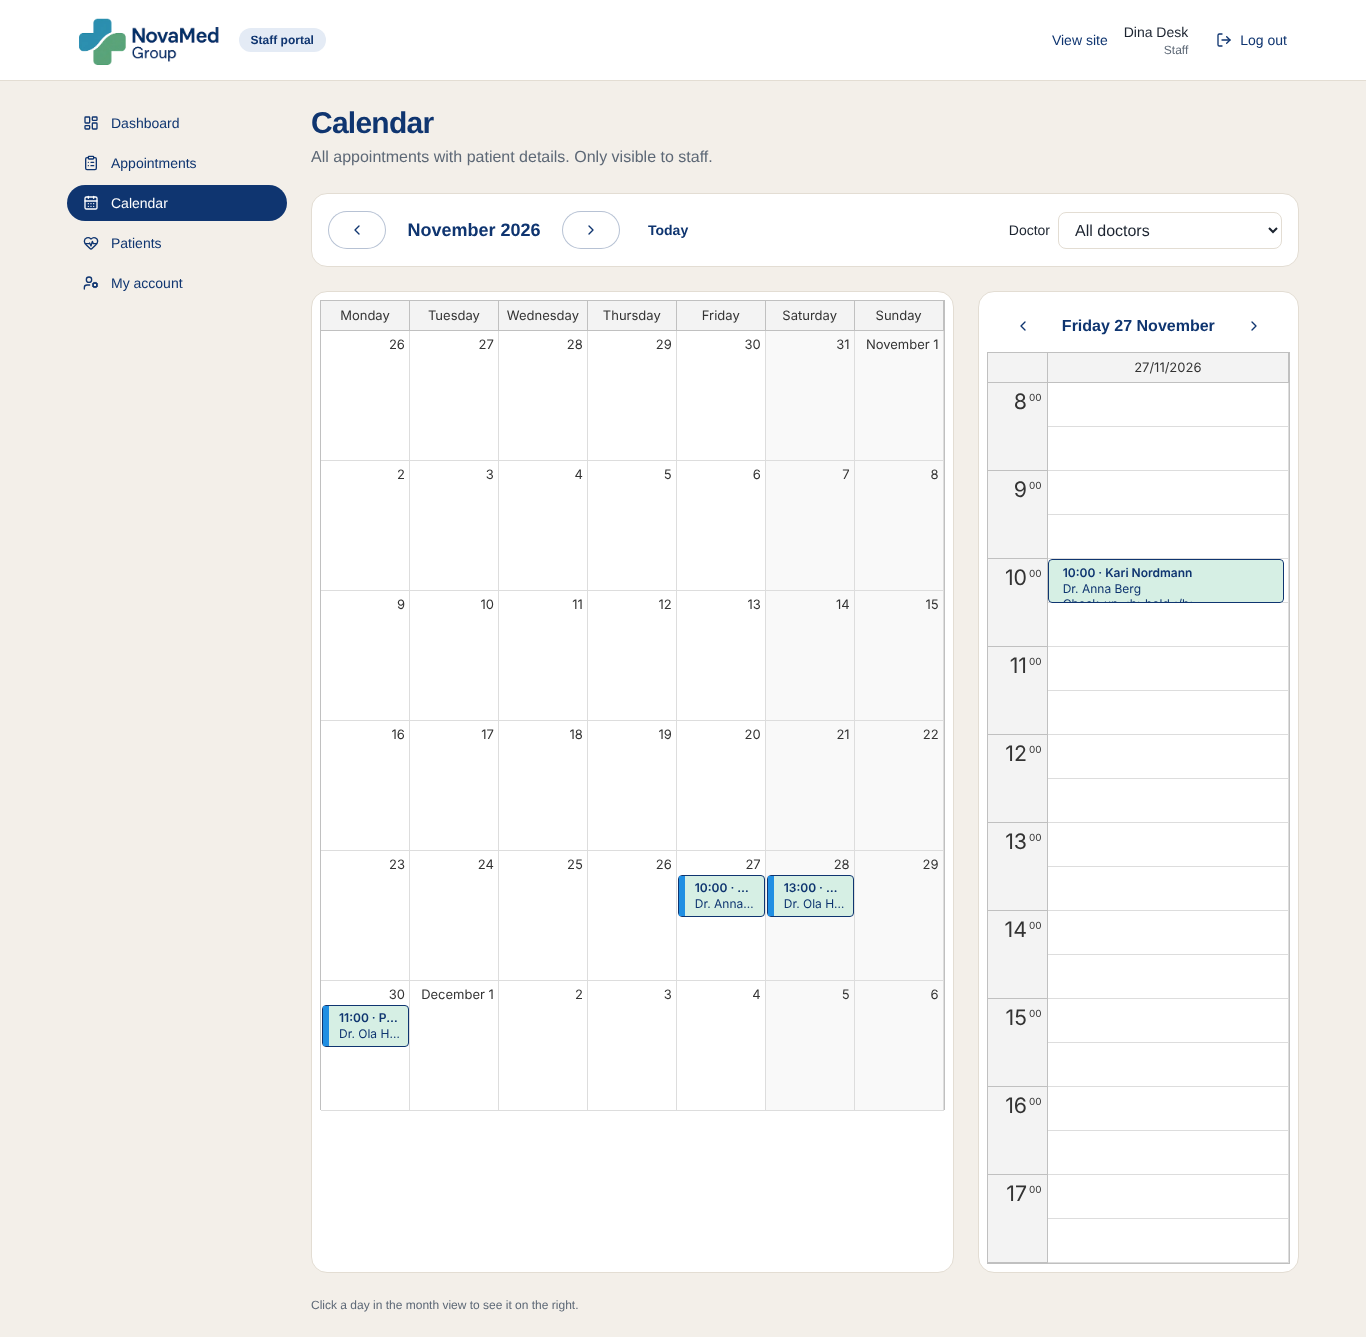 NovaMed
Group
Staff portal
View site
Dina Desk
Staff
Log out
Dashboard
Appointments
Calendar
Patients
My account
Calendar
All appointments with patient details. Only visible to staff.
November 2026
Today
Doctor
All doctors
Monday Tuesday Wednesday Thursday Friday Saturday Sunday
26 27 28 29 30 31 November 1
2 3 4 5 6 7 8
9 10 11 12 13 14 15
16 17 18 19 20 21 22
23 24 25 26 27 28 29
10:00 · ... 13:00 · ...
Dr. Anna... Dr. Ola H...
30 December 1 2 3 4 5 6
11:00 · P...
Dr. Ola H...
Friday 27 November
27/11/2026
8 00
9 00
10 00
10:00 · Kari Nordmann
Dr. Anna Berg
11 00
12 00
13 00
14 00
15 00
16 00
17 00
Click a day in the month view to see it on the right.